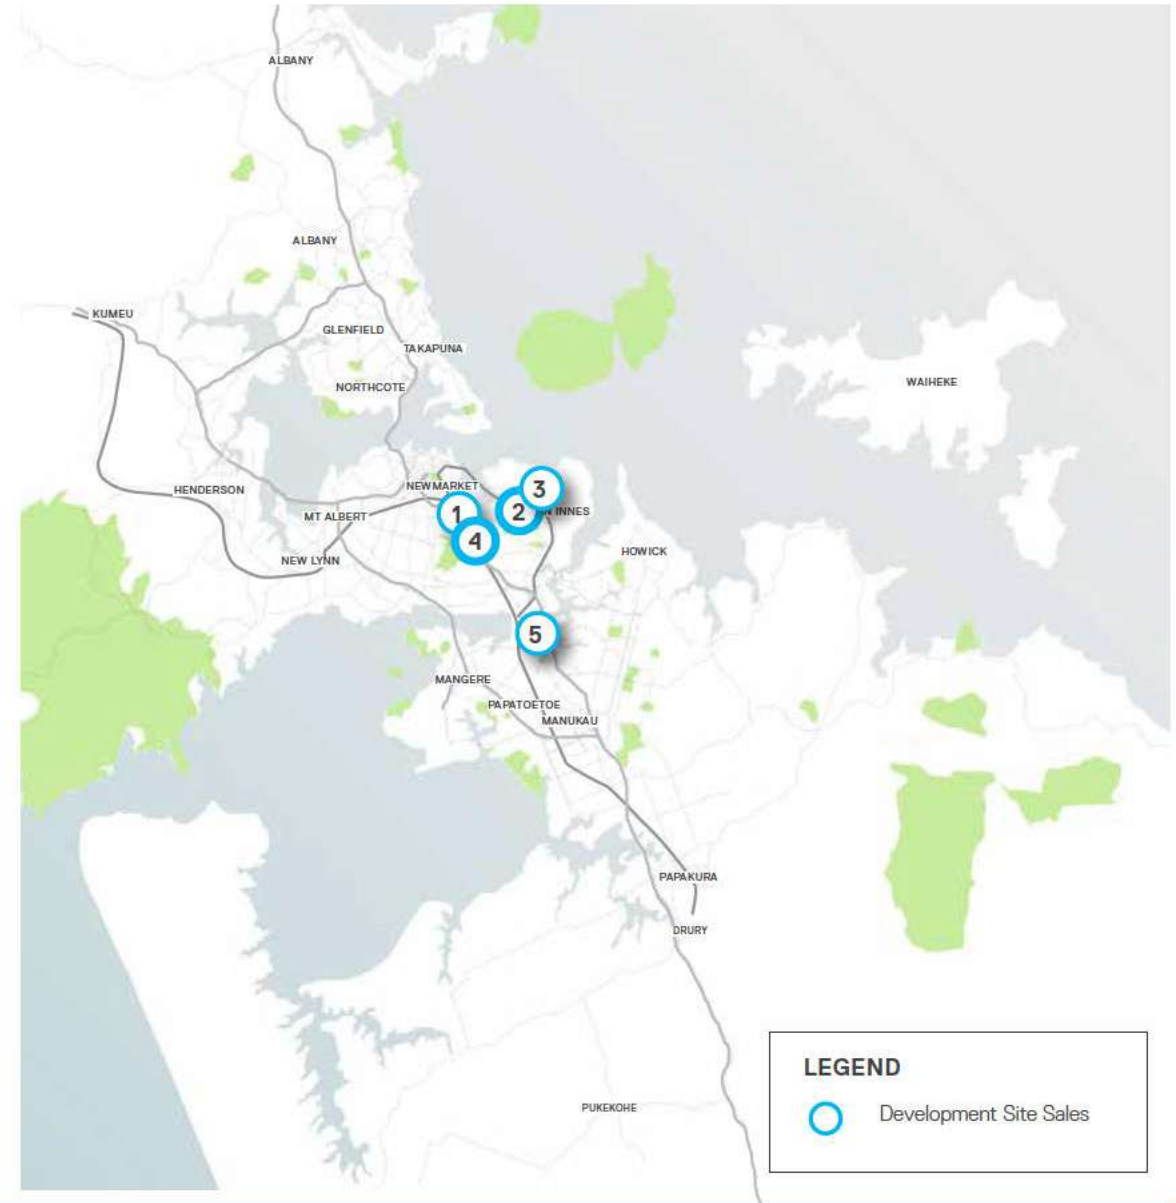 ALBANY
ALBANY
KUMEU
GLENFIELD
TAKAPUNA
NORTHCOTE
WAIHEKE
HENDERSON
NEWMARKET
3
1
2
N INNES
MT ALBERT
4
HOWICK
NEW LYNN
5
MANGERE
PAPATOETOE
MANUKAU
PAPAKURA
DRURY
LEGEND
Development Site Sales
PUKEKOHE